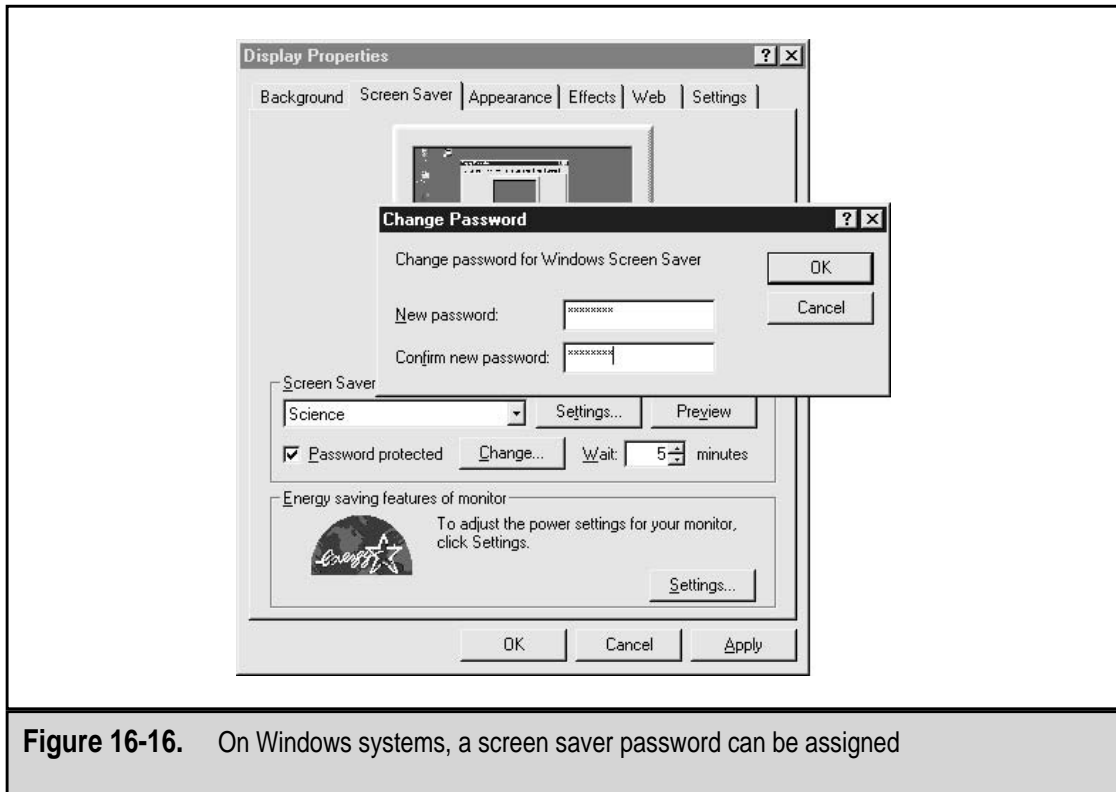 Display Properties
Background Screen Saver Appearance Effects Web Settings
Change Password
Change password for Windows Screen Saver
OK
New password: ********
Cancel
Confirm new password: ********
Screen Saver
Science Settings... Preview
Password protected Change... Wait: 5 minutes
Energy saving features of monitor
To adjust the power settings for your monitor,
click Settings.
energy
Settings...
OK Cancel Apply
Figure 16-16. On Windows systems, a screen saver password can be assigned